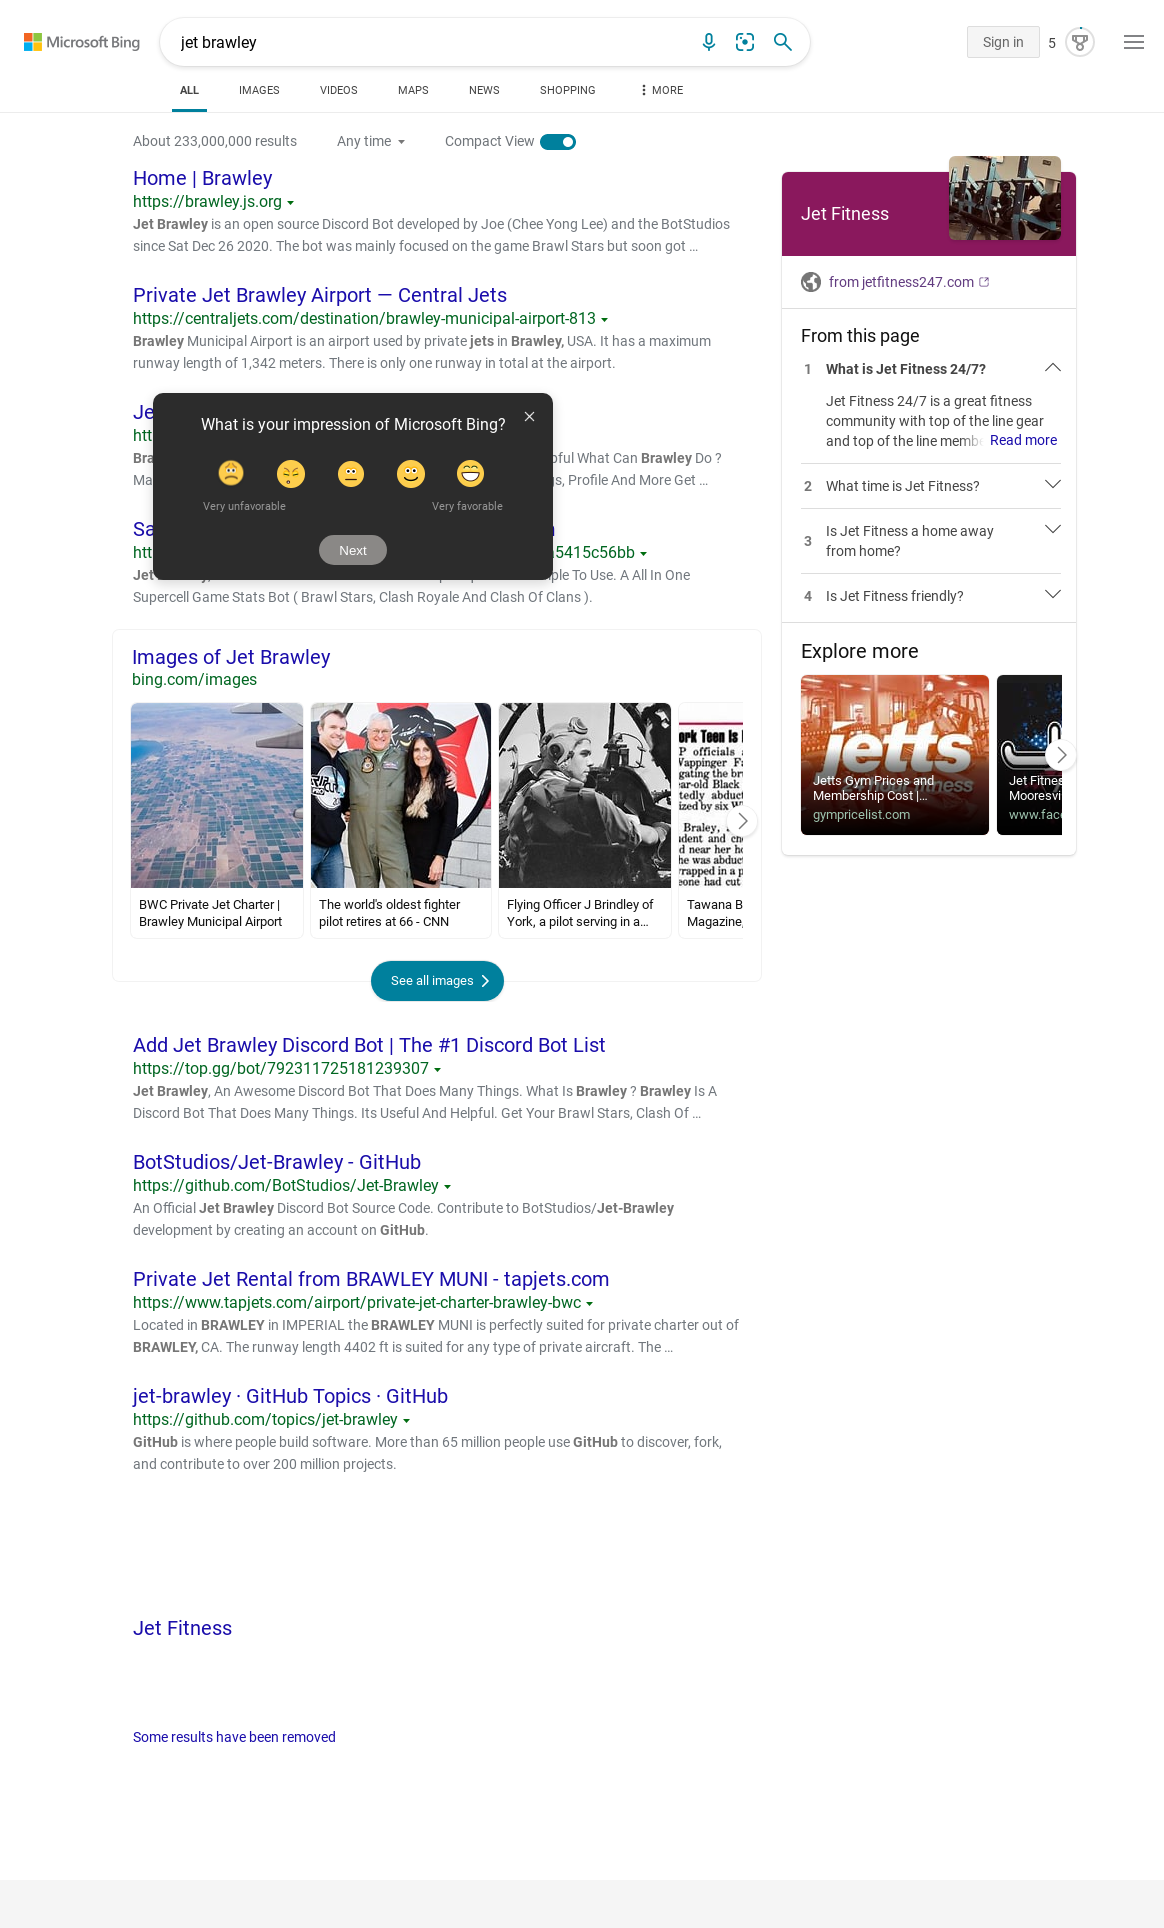 Microsoft Bing
jet brawley
Sign in
5
ALL
IMAGES
VIDEOS
MAPS
NEWS
SHOPPING
MORE
About 233,000,000 results
Any time
Compact View
Home | Brawley
https://brawley.js.org
Jet Brawley is an open source Discord Bot developed by Joe (Chee Yong Lee) and the BotStudios
since Sat Dec 26 2020. The bot was mainly focused on the game Brawl Stars but soon got …
Private Jet Brawley Airport — Central Jets
https://centraljets.com/destination/brawley-municipal-airport-813
Brawley Municipal Airport is an airport used by private jets in Brawley, USA. It has a maximum
runway length of 1,342 meters. There is only one runway in total at the airport.
What Can Brawley Do ?
s, Profile And More Get …
What is your impression of Microsoft Bing?
Very unfavorable
Very favorable
Next
5415c56bb
Jet
ple To Use. A All In One
Supercell Game Stats Bot ( Brawl Stars, Clash Royale And Clash Of Clans ).
Images of Jet Brawley
bing.com/images
BWC Private Jet Charter |
Brawley Municipal Airport
The world's oldest fighter
pilot retires at 66 - CNN
Flying Officer J Brindley of
York, a pilot serving in a…
ork Teen Is
P officials
Wappinger Fa
gating the br
ear-old Black
tedly abduct
ized by six W
Braley,
udent and che
d near her ho
he was abduct
rapped in a p
eone had cut
Tawana B
Magazine,
See all images
Add Jet Brawley Discord Bot | The #1 Discord Bot List
https://top.gg/bot/792311725181239307
Jet Brawley, An Awesome Discord Bot That Does Many Things. What Is Brawley ? Brawley Is A
Discord Bot That Does Many Things. Its Useful And Helpful. Get Your Brawl Stars, Clash Of …
BotStudios/Jet-Brawley - GitHub
https://github.com/BotStudios/Jet-Brawley
An Official Jet Brawley Discord Bot Source Code. Contribute to BotStudios/Jet-Brawley
development by creating an account on GitHub.
Private Jet Rental from BRAWLEY MUNI - tapjets.com
https://www.tapjets.com/airport/private-jet-charter-brawley-bwc
Located in BRAWLEY in IMPERIAL the BRAWLEY MUNI is perfectly suited for private charter out of
BRAWLEY, CA. The runway length 4402 ft is suited for any type of private aircraft. The …
jet-brawley · GitHub Topics · GitHub
https://github.com/topics/jet-brawley
GitHub is where people build software. More than 65 million people use GitHub to discover, fork,
and contribute to over 200 million projects.
Jet Fitness
Some results have been removed
Jet Fitness
from jetfitness247.com
From this page
1 What is Jet Fitness 24/7?
Jet Fitness 24/7 is a great fitness
community with top of the line gear
and top of the line membe Read more
2 What time is Jet Fitness?
3 Is Jet Fitness a home away
from home?
4 Is Jet Fitness friendly?
Explore more
jetts
24 hour fitness
Jetts Gym Prices and
Membership Cost |…
gympricelist.com
Jet Fitnes
Mooresvi
www.face